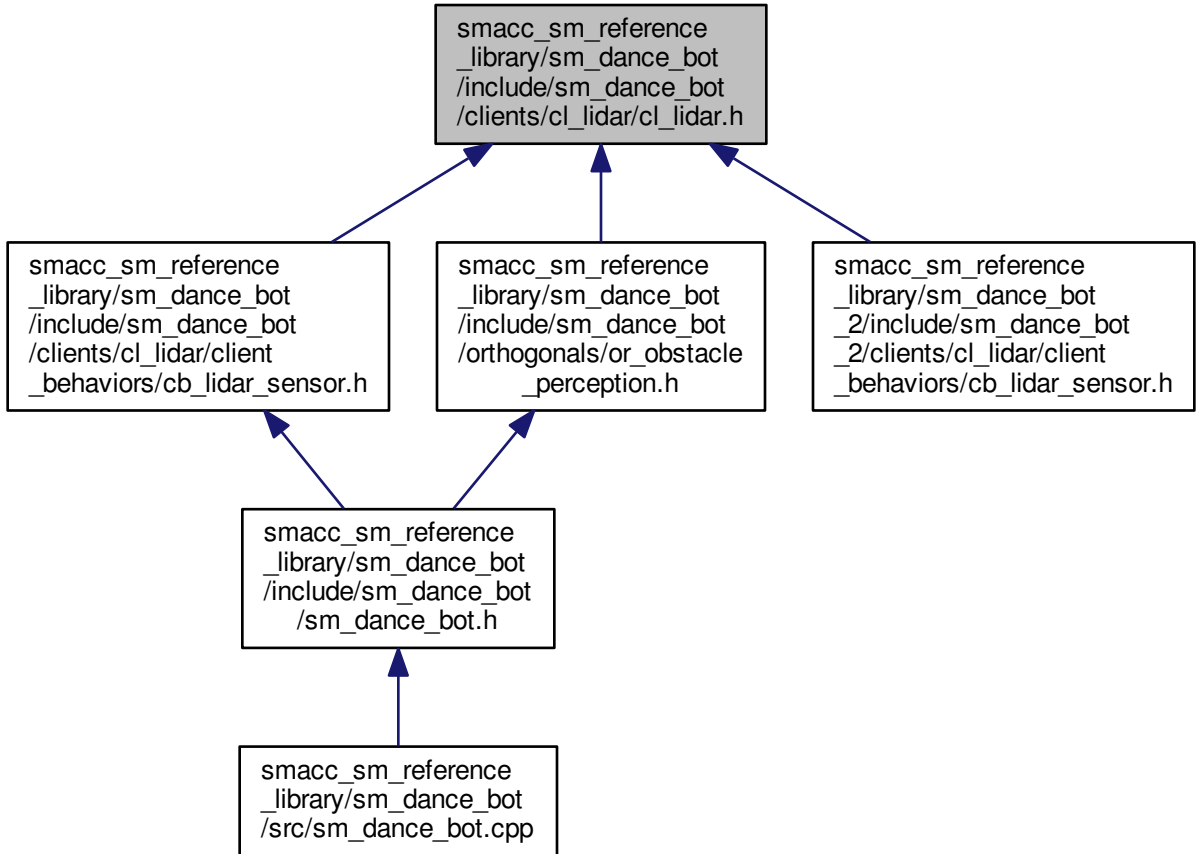 smacc_sm_reference
_library/sm_dance_bot
/include/sm_dance_bot
/clients/cl_lidar/cl_lidar.h
smacc_sm_reference
_library/sm_dance_bot
/include/sm_dance_bot
/clients/cl_lidar/client
_behaviors/cb_lidar_sensor.h
smacc_sm_reference
_library/sm_dance_bot
/include/sm_dance_bot
/orthogonals/or_obstacle
_perception.h
smacc_sm_reference
_library/sm_dance_bot
_2/include/sm_dance_bot
_2/clients/cl_lidar/client
_behaviors/cb_lidar_sensor.h
smacc_sm_reference
_library/sm_dance_bot
/include/sm_dance_bot
/sm_dance_bot.h
smacc_sm_reference
_library/sm_dance_bot
/src/sm_dance_bot.cpp